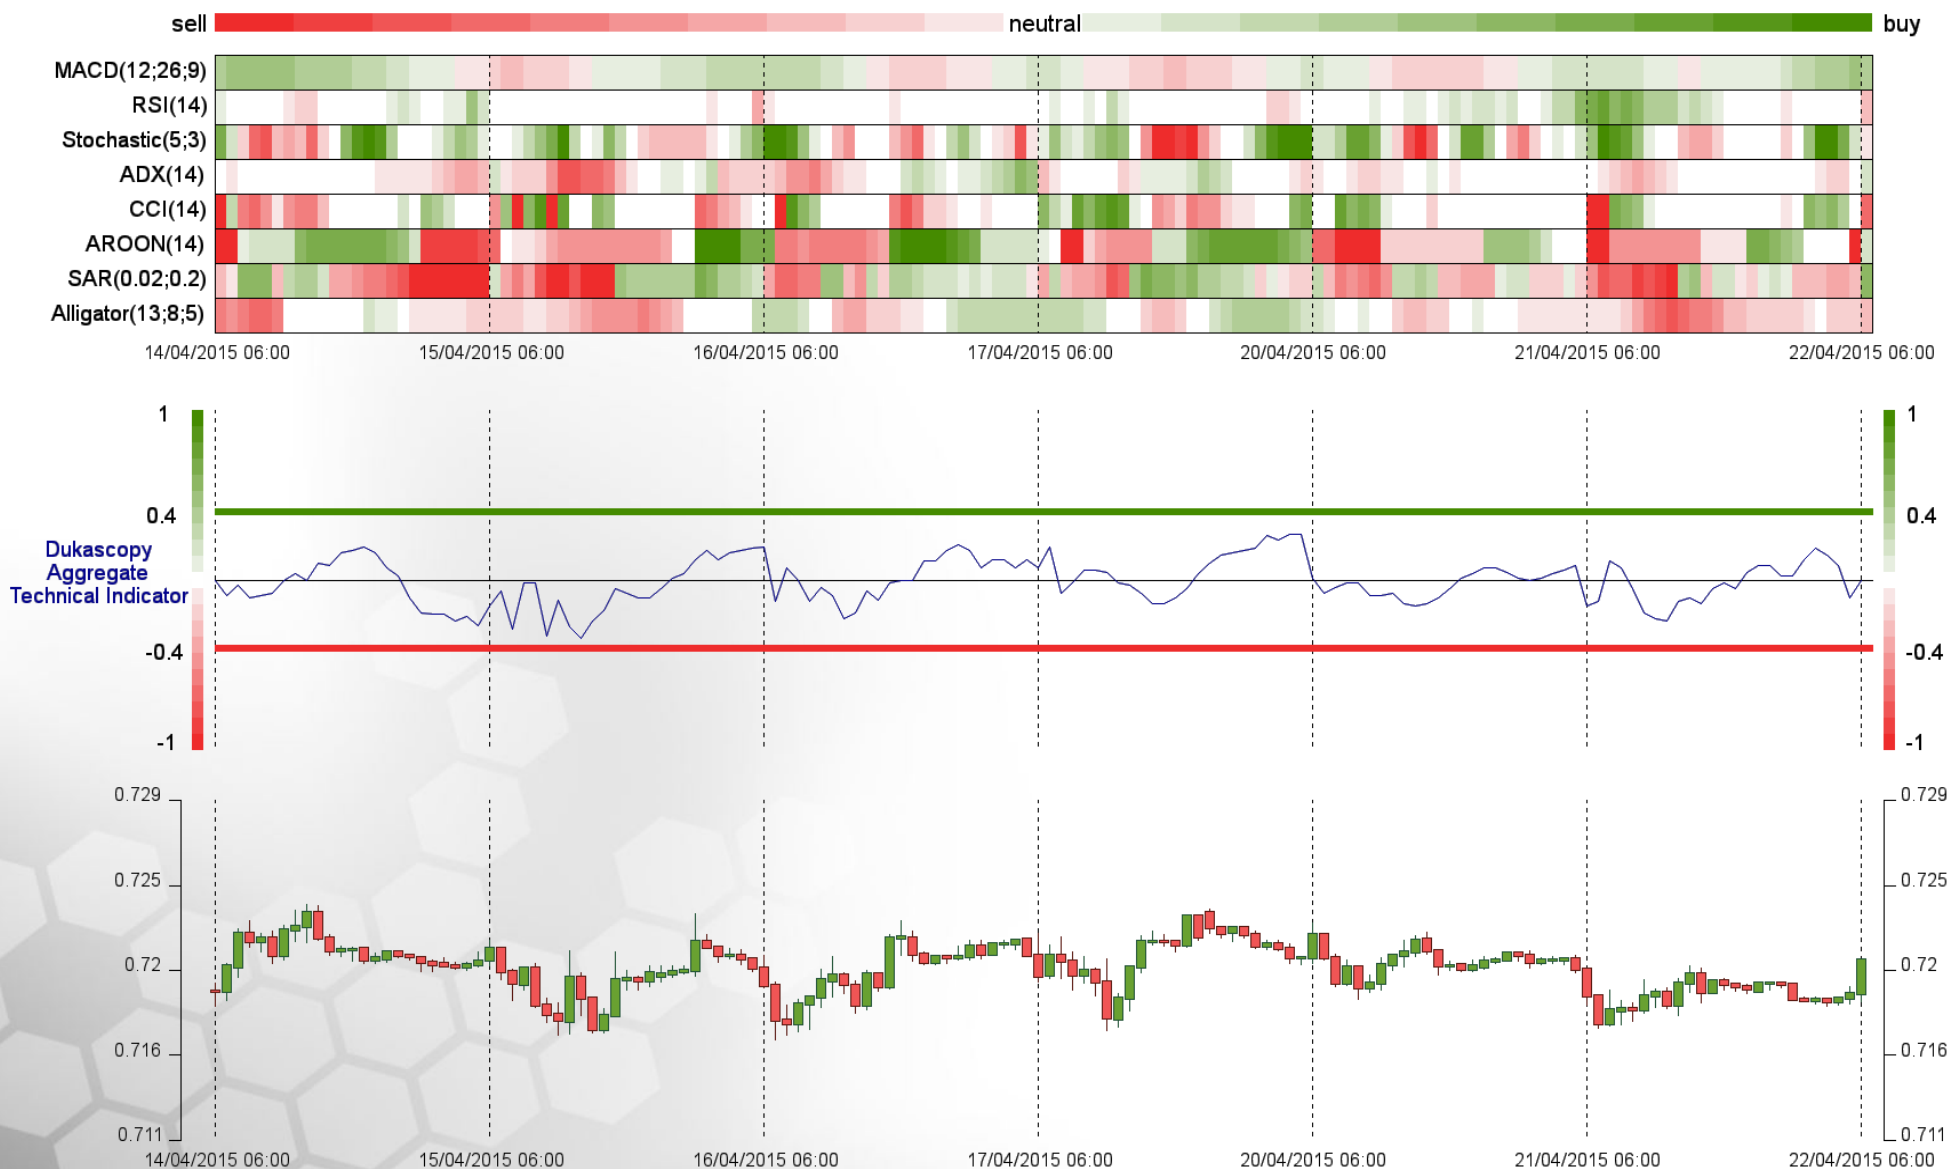 sell neutral buy
MACD(12;26;9)
RSI(14)
Stochastic(5;3)
ADX(14)
CCI(14)
AROON(14)
SAR(0.02;0.2)
Alligator(13;8;5)
14/04/2015 06:00 15/04/2015 06:00 16/04/2015 06:00 17/04/2015 06:00 20/04/2015 06:00 21/04/2015 06:00 22/04/2015 06:00
1 1
0.4 0.4
Dukascopy
Aggregate
Technical Indicator
-0.4 -0.4
-1 -1
0.729 0.729
0.725 0.725
0.72 0.72
0.716 0.716
0.711 0.711
14/04/2015 06:00 15/04/2015 06:00 16/04/2015 06:00 17/04/2015 06:00 20/04/2015 06:00 21/04/2015 06:00 22/04/2015 06:00